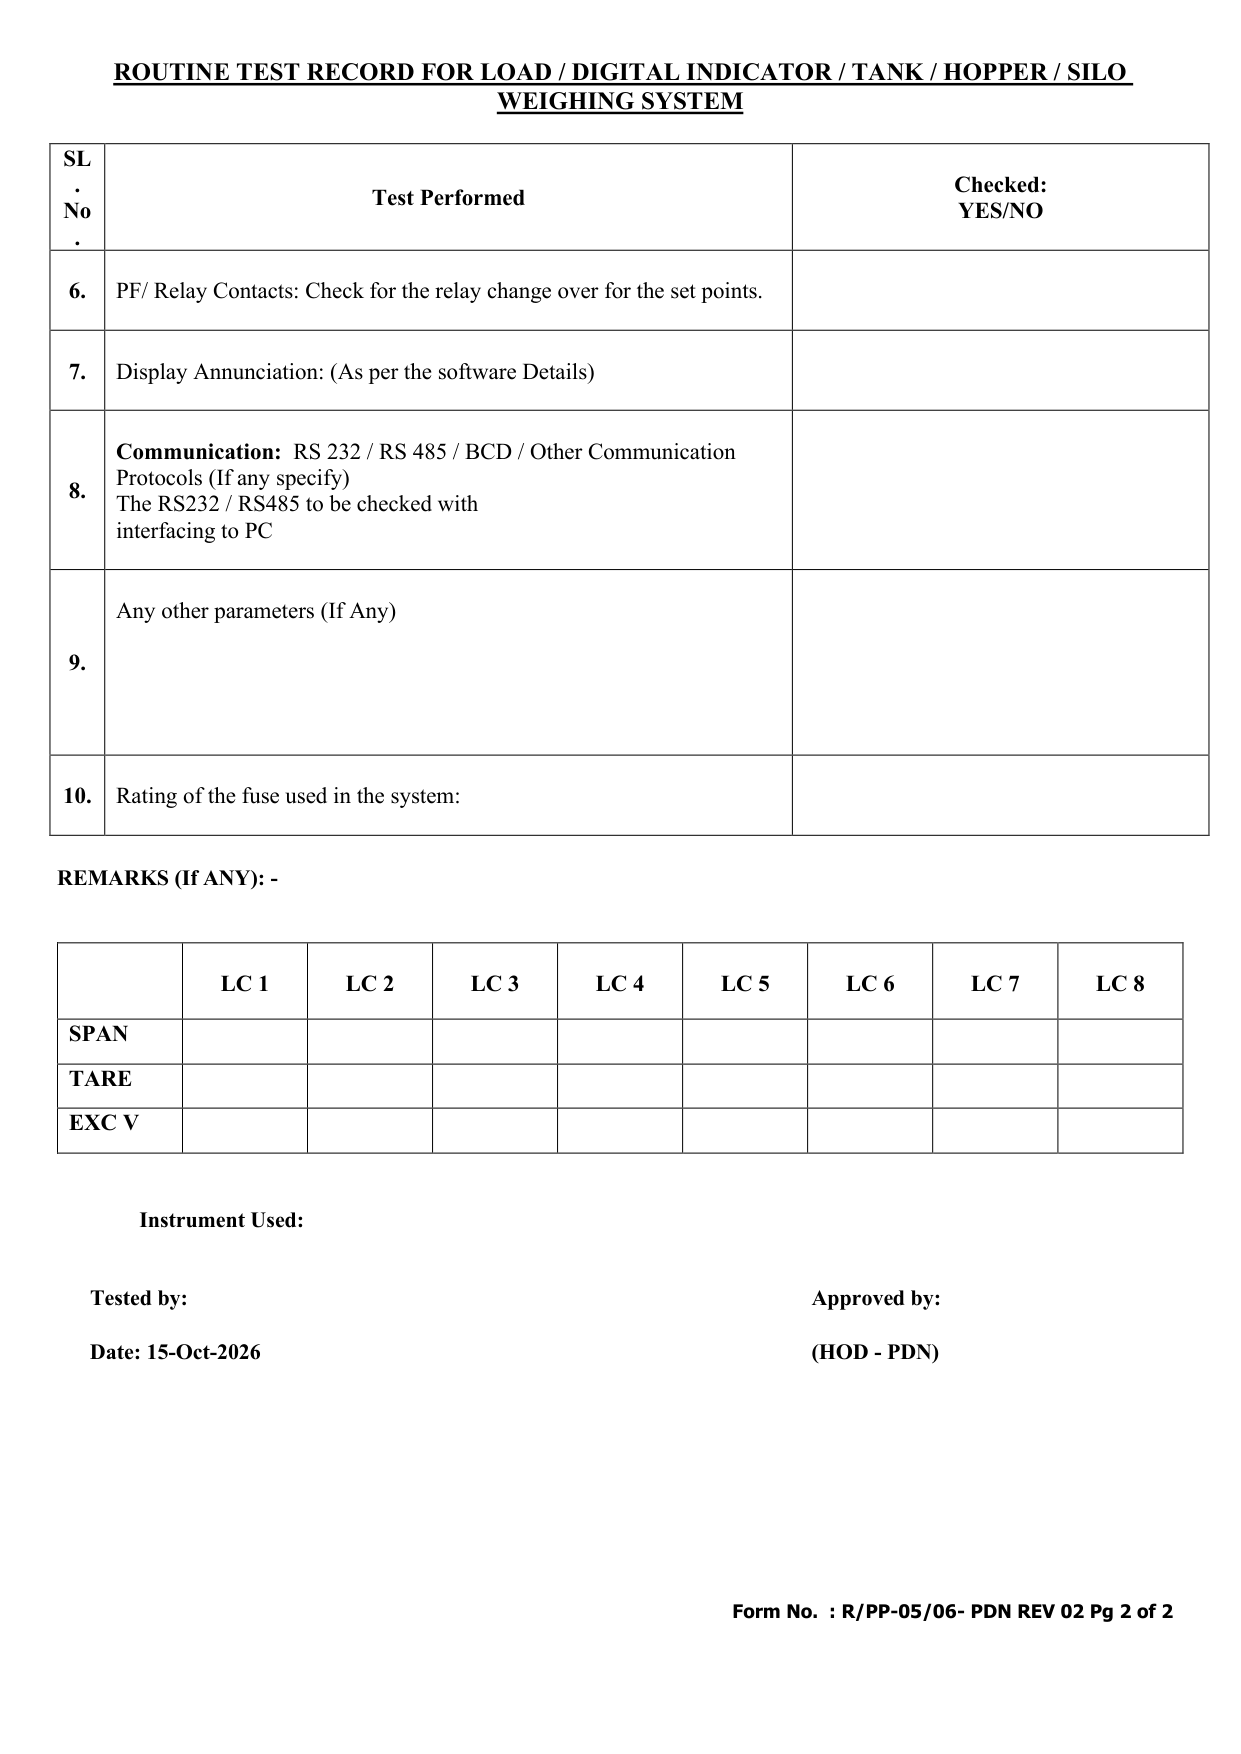 ROUTINE TEST RECORD FOR LOAD / DIGITAL INDICATOR / TANK / HOPPER / SILO
WEIGHING SYSTEM
SL
.
No
.
Test Performed
Checked:
YES/NO
6.
PF/ Relay Contacts: Check for the relay change over for the set points.
7.
Display Annunciation: (As per the software Details)
8.
Communication:  RS 232 / RS 485 / BCD / Other Communication
Protocols (If any specify)
The RS232 / RS485 to be checked with
interfacing to PC
9.
Any other parameters (If Any)
10.
Rating of the fuse used in the system:
REMARKS (If ANY): -
LC 1 LC 2 LC 3 LC 4 LC 5 LC 6 LC 7 LC 8
SPAN
TARE
EXC V
Instrument Used:
Tested by: Approved by:
Date: 15-Oct-2026 (HOD - PDN)
Form No.  : R/PP-05/06- PDN REV 02 Pg 2 of 2